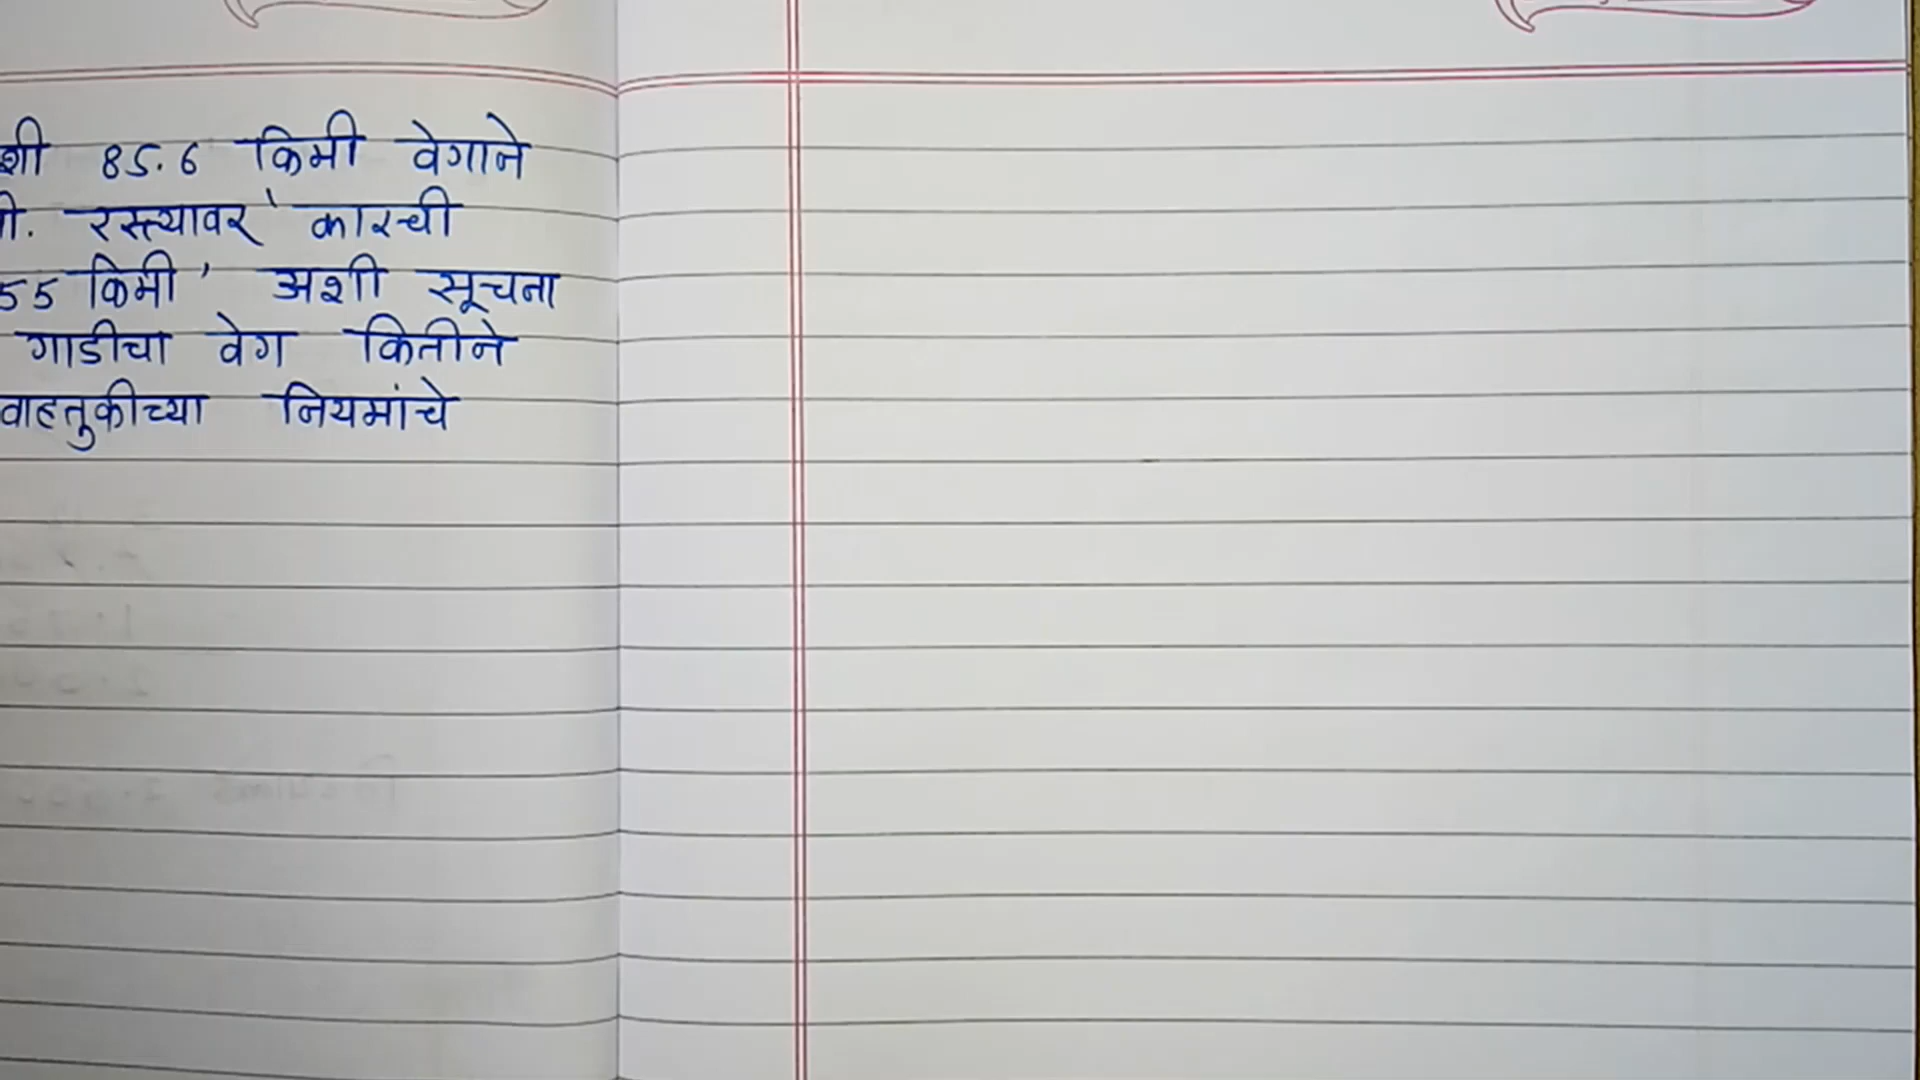 शी 85.6 किमी वेगाने
रस्त्यावर ' कारची
55 किमी ' अशी सूचना
गाडीचा वेग कितीने
वाहतुकीच्या नियमांचे